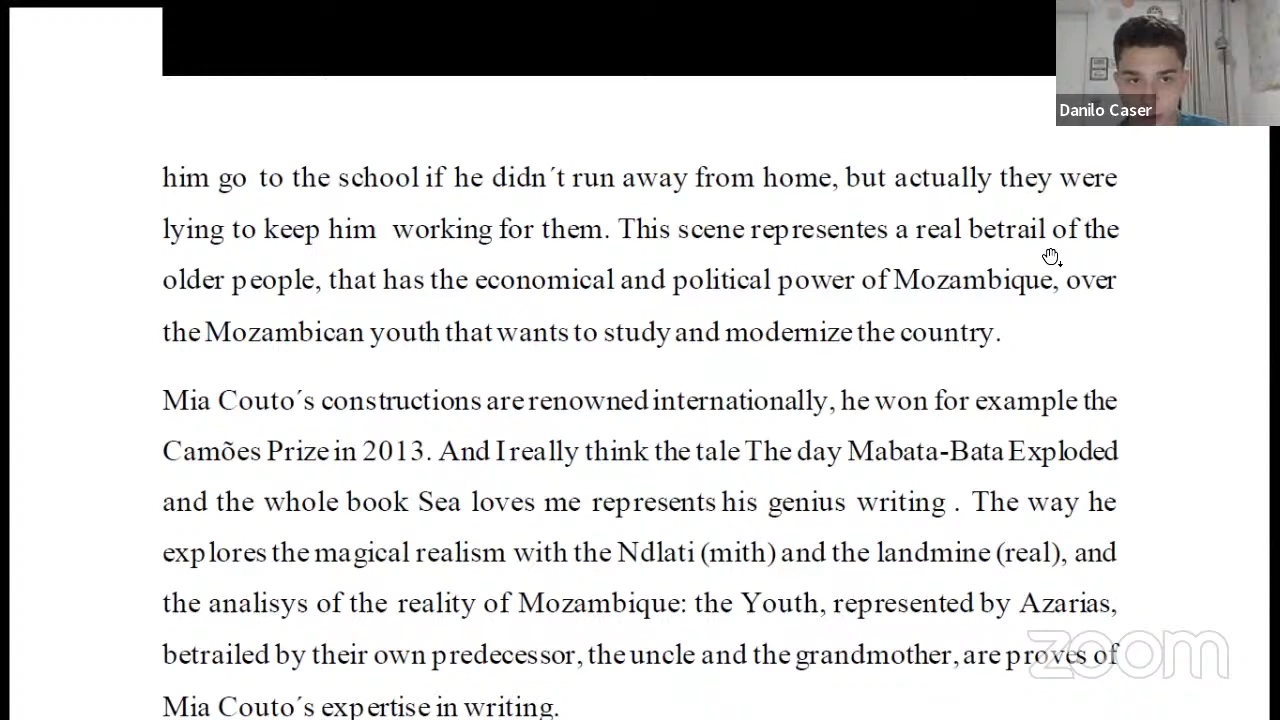 Danilo Caser
him go to the school if he didn´t run away from home, but actually they were
lying to keep him working for them. This scene representes a real betrail of the
older people, that has the economical and political power of Mozambique, over
the Mozambican youth that wants to study and modernize the country.
Mia Couto´s constructions are renowned internationally, he won for example the
Camões Prize in 2013. And I really think the tale The day Mabata-Bata Exploded
and the whole book Sea loves me represents his genius writing . The way he
explores the magical realism with the Ndlati (mith) and the landmine (real), and
the analisys of the reality of Mozambique: the Youth, represented by Azarias,
betrailed by their own predecessor, the uncle and the grandmother, are proves of
Mia Couto´s expertise in writing.
zoom